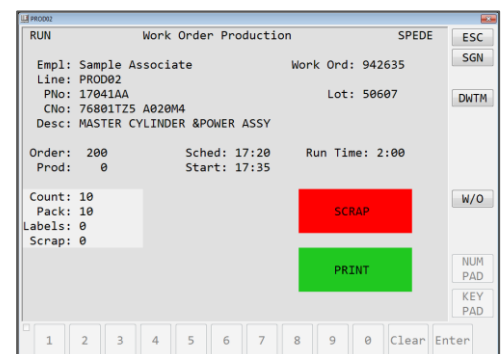 PROD02
RUN Work Order Production SPEDE ESC
SGN
Empl: Sample Associate Work Ord: 942635
Line: PROD02
PNo: 17041AA Lot: 50607 DWTM
CNo: 76801TZ5 A020M4
Desc: MASTER CYLINDER &POWER ASSY
Order: 200 Sched: 17:20 Run Time: 2:00
Prod: 0 Start: 17:35
Count: 10 W/O
Pack: 10 SCRAP
Labels: 0
Scrap: 0
PRINT NUM
PAD
KEY
PAD
1 2 3 4 5 6 7 8 9 0 Clear Enter